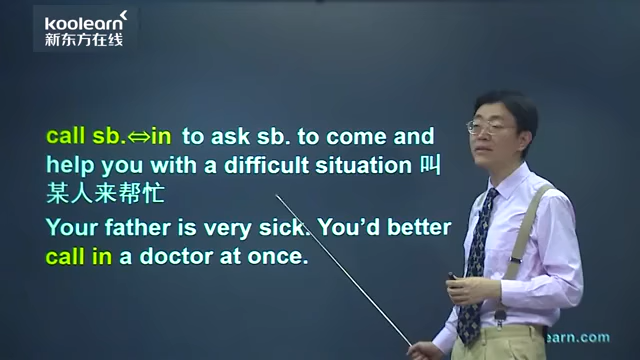 koolearn
新东方在线
call sb.⇔in to ask sb. to come and
help you with a difficult situation 叫
某人来帮忙
Your father is very sick. You’d better
call in a doctor at once.
earn.com